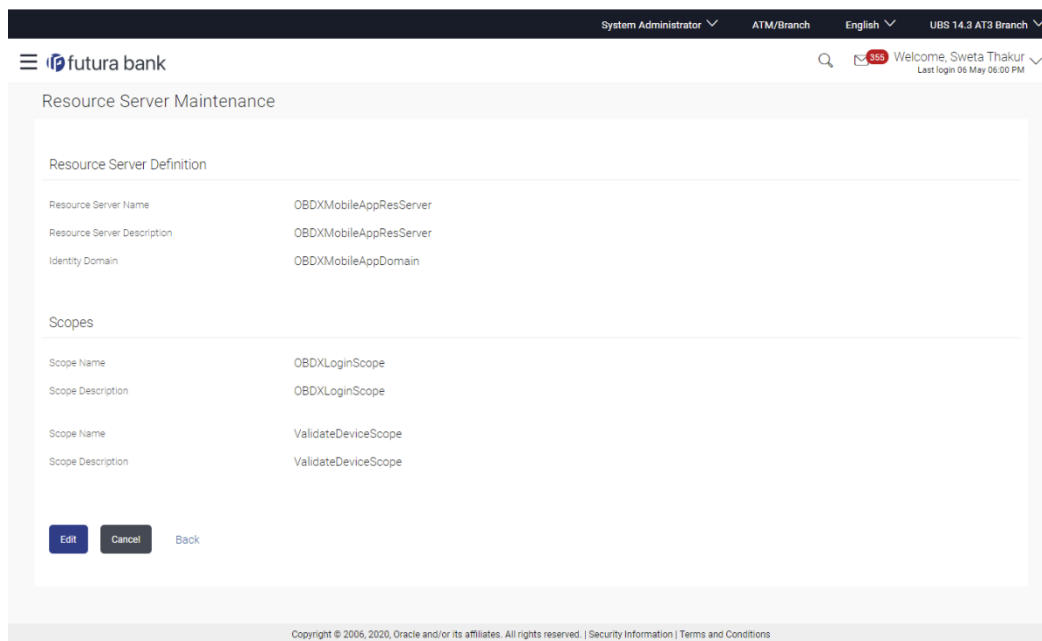 System Administrator ATM/Branch English UBS 14.3 AT3 Branch
futura bank 355 Welcome, Sweta Thakur
Last login 06 May 06:00 PM
Resource Server Maintenance
Resource Server Definition
Resource Server Name OBDXMobileAppResServer
Resource Server Description OBDXMobileAppResServer
Identity Domain OBDXMobileAppDomain
Scopes
Scope Name OBDXLoginScope
Scope Description OBDXLoginScope
Scope Name ValidateDeviceScope
Scope Description ValidateDeviceScope
Edit Cancel Back
Copyright © 2006, 2020, Oracle and/or its affiliates. All rights reserved. | Security Information | Terms and Conditions